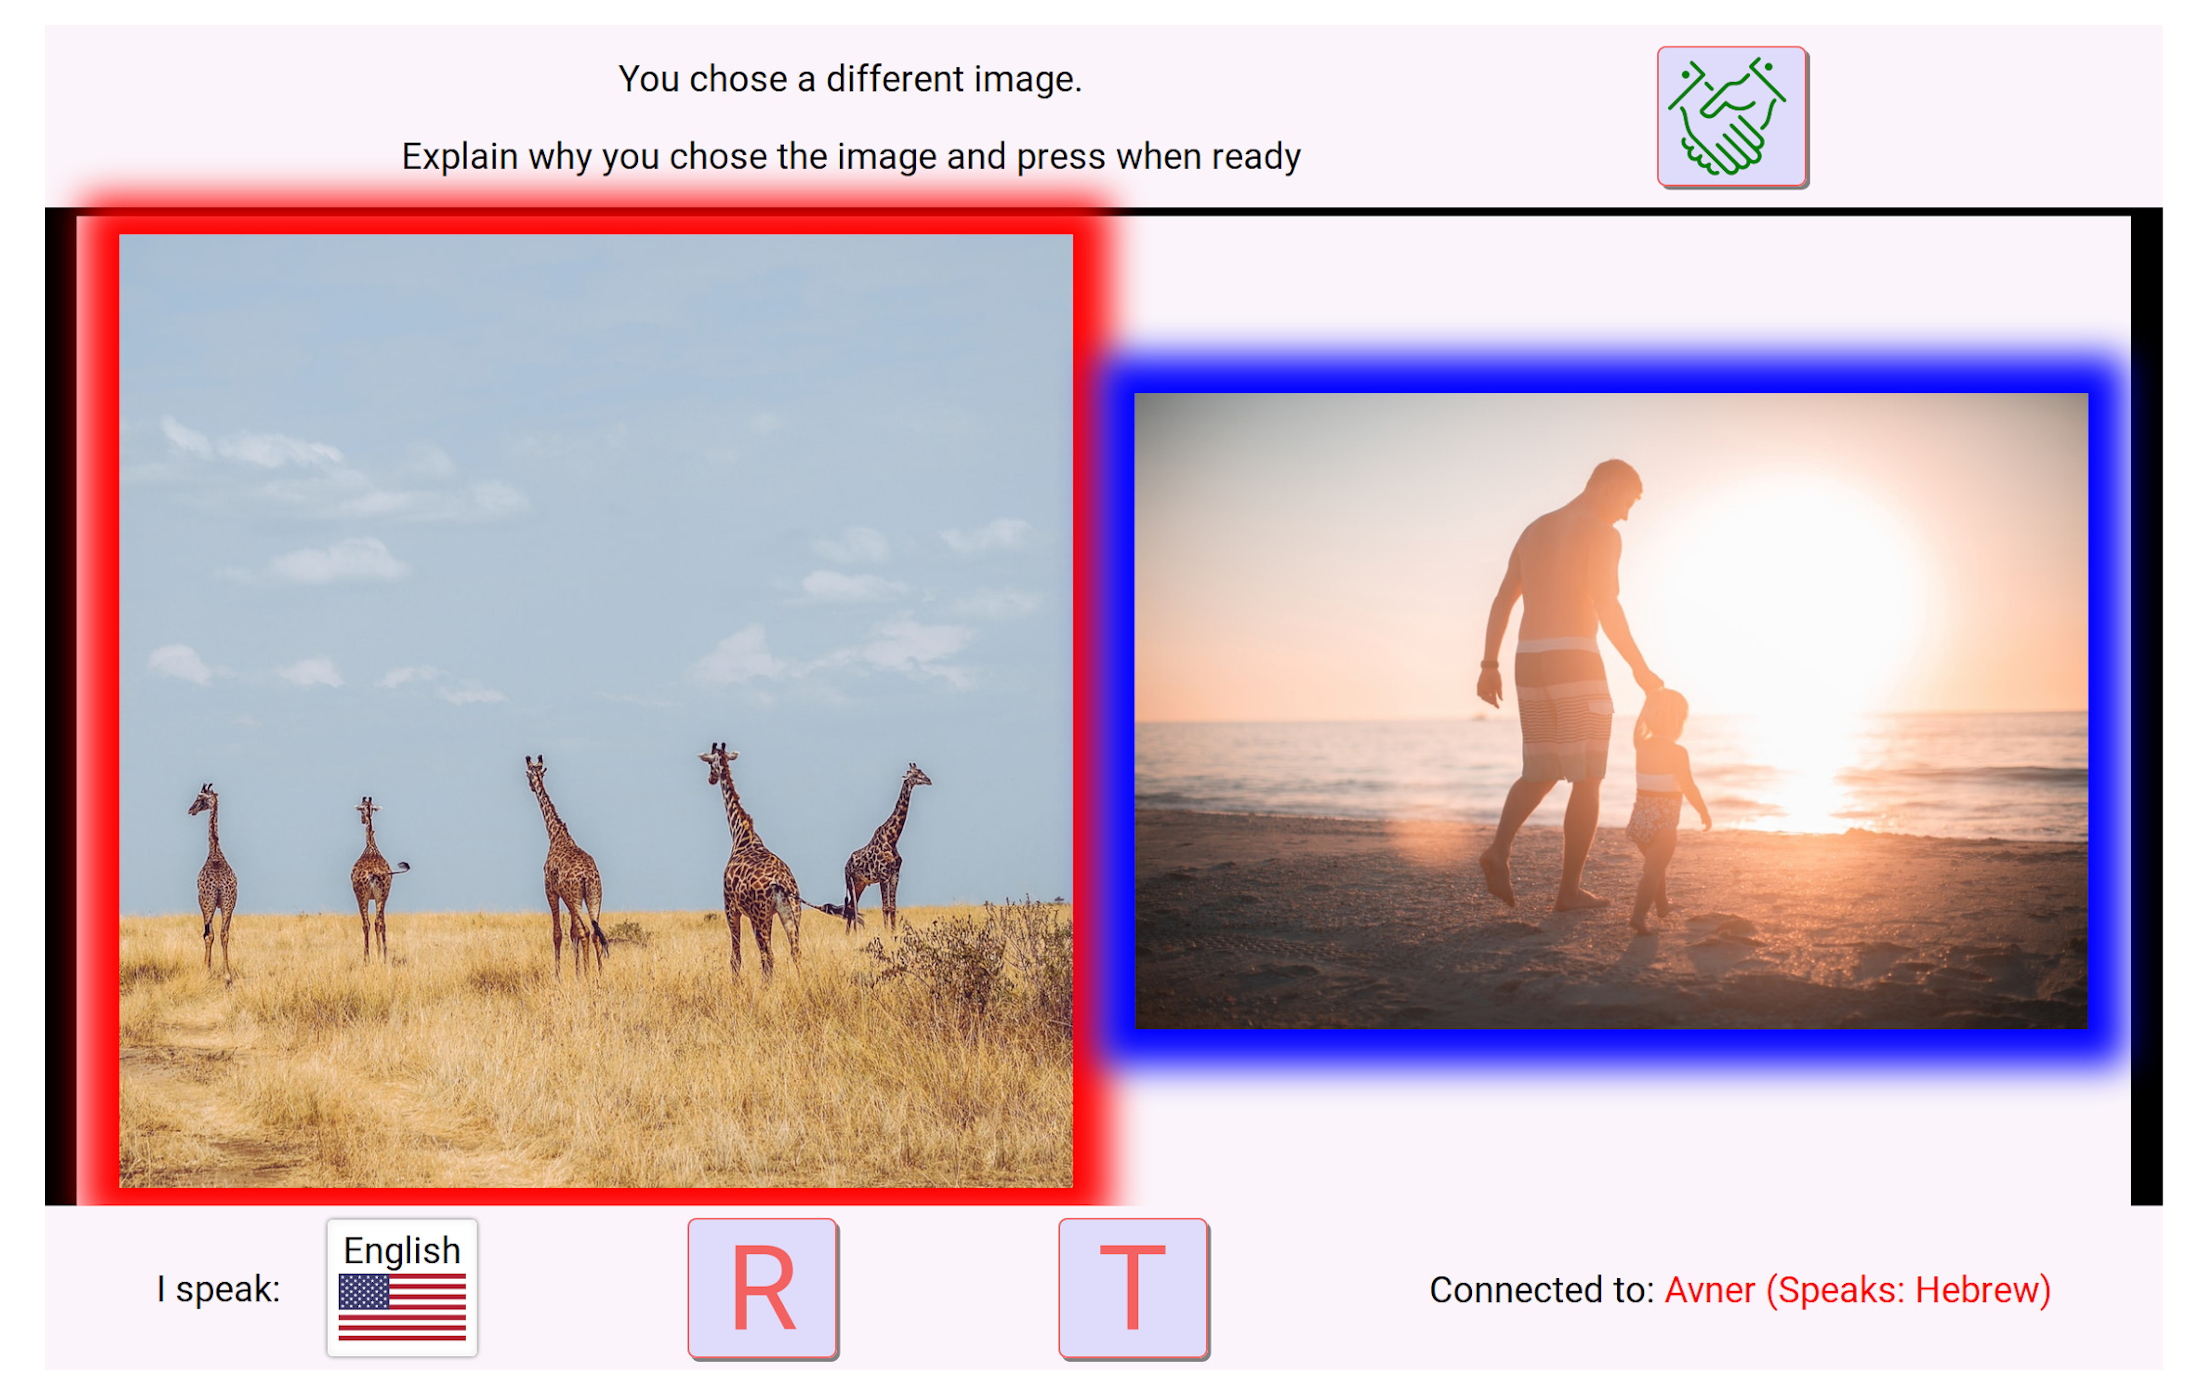 You chose a different image.
Explain why you chose the image and press when ready
I speak:
English
R
T
Connected to: Avner (Speaks: Hebrew)